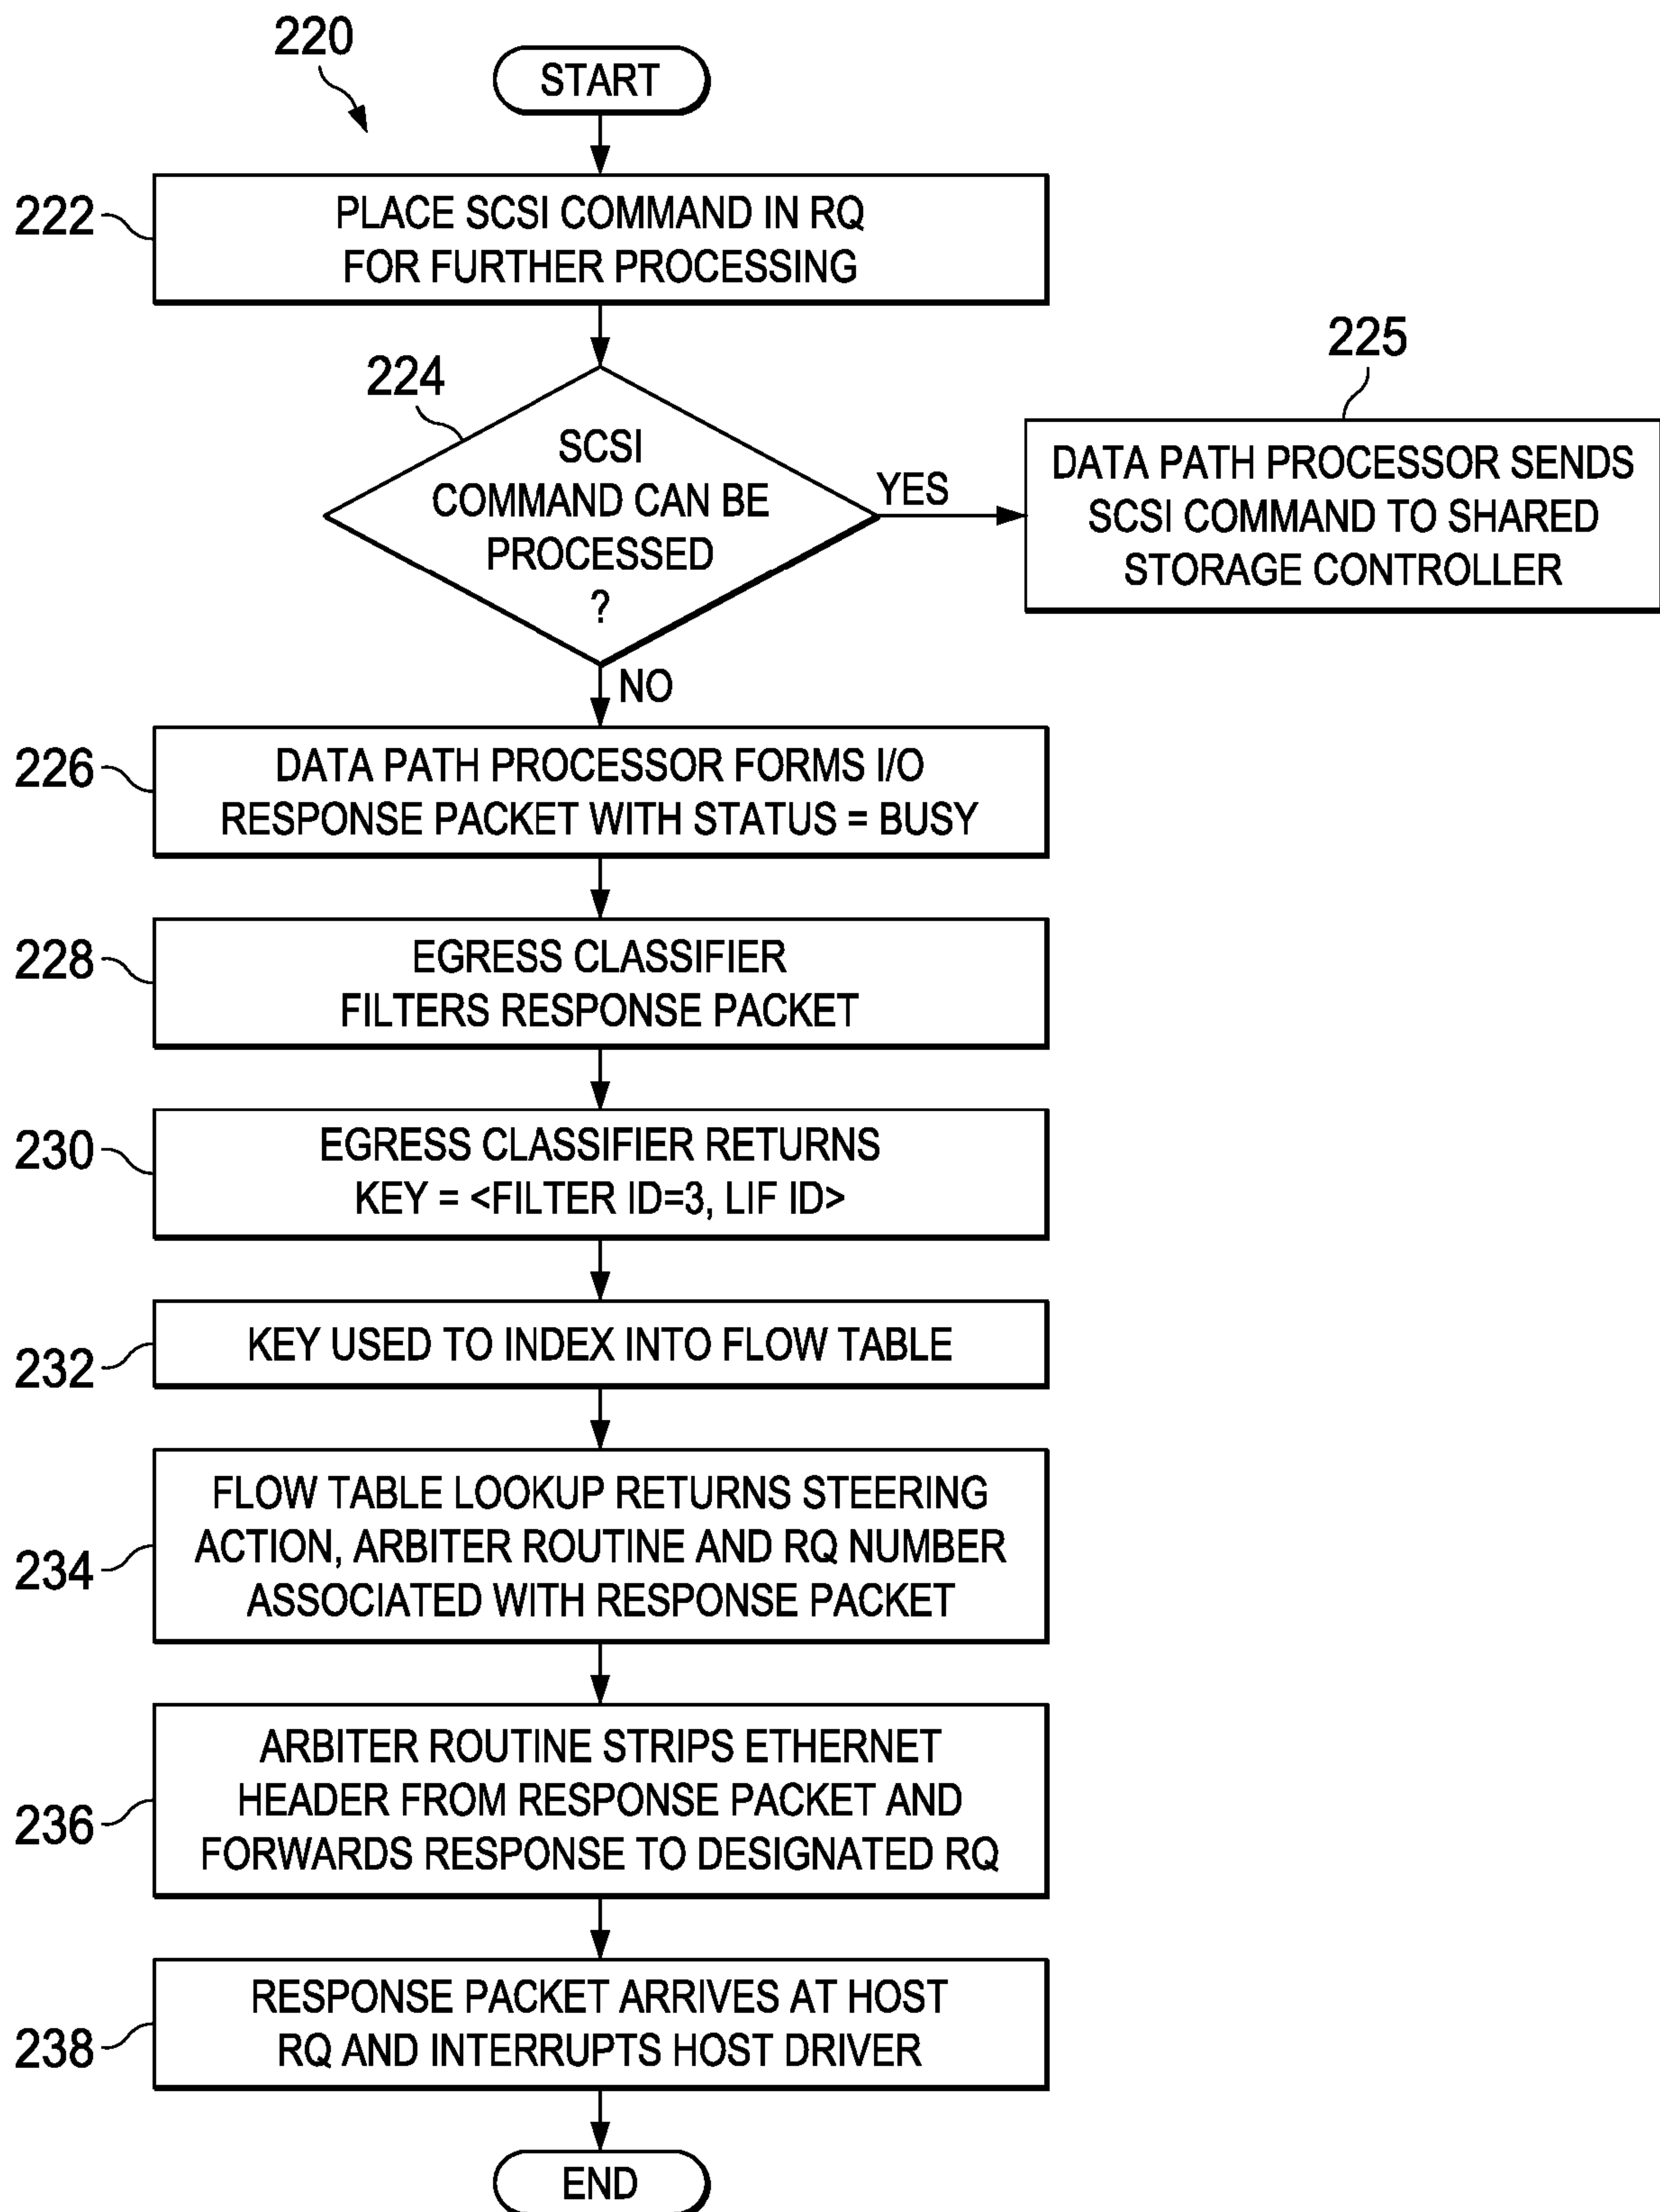 220
START
222
PLACE SCSI COMMAND IN RQ
FOR FURTHER PROCESSING
224
SCSI
COMMAND CAN BE
PROCESSED
?
YES
225
DATA PATH PROCESSOR SENDS
SCSI COMMAND TO SHARED
STORAGE CONTROLLER
NO
226
DATA PATH PROCESSOR FORMS I/O
RESPONSE PACKET WITH STATUS = BUSY
228
EGRESS CLASSIFIER
FILTERS RESPONSE PACKET
230
EGRESS CLASSIFIER RETURNS
KEY = <FILTER ID=3, LIF ID>
232
KEY USED TO INDEX INTO FLOW TABLE
234
FLOW TABLE LOOKUP RETURNS STEERING
ACTION, ARBITER ROUTINE AND RQ NUMBER
ASSOCIATED WITH RESPONSE PACKET
236
ARBITER ROUTINE STRIPS ETHERNET
HEADER FROM RESPONSE PACKET AND
FORWARDS RESPONSE TO DESIGNATED RQ
238
RESPONSE PACKET ARRIVES AT HOST
RQ AND INTERRUPTS HOST DRIVER
END